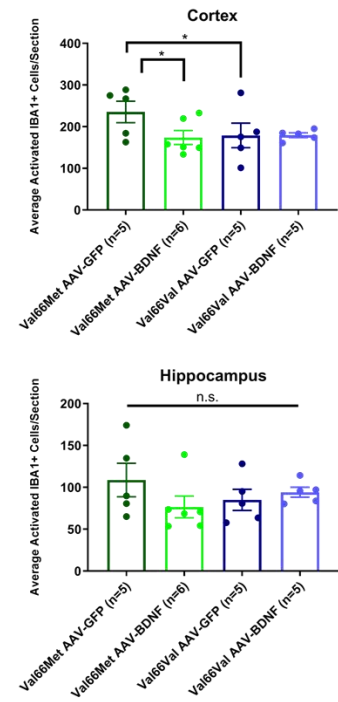 Cortex
Average Activated IBA1+ Cells/Section
400
300
200
100
0
*
*
Val66Met AAV-GFP (n=5)
Val66Met AAV-BDNF (n=6)
Val66Val AAV-GFP (n=5)
Val66Val AAV-BDNF (n=5)
Hippocampus
n.s.
Average Activated IBA1+ Cells/Section
200
150
100
50
0
Val66Met AAV-GFP (n=5)
Val66Met AAV-BDNF (n=6)
Val66Val AAV-GFP (n=5)
Val66Val AAV-BDNF (n=5)